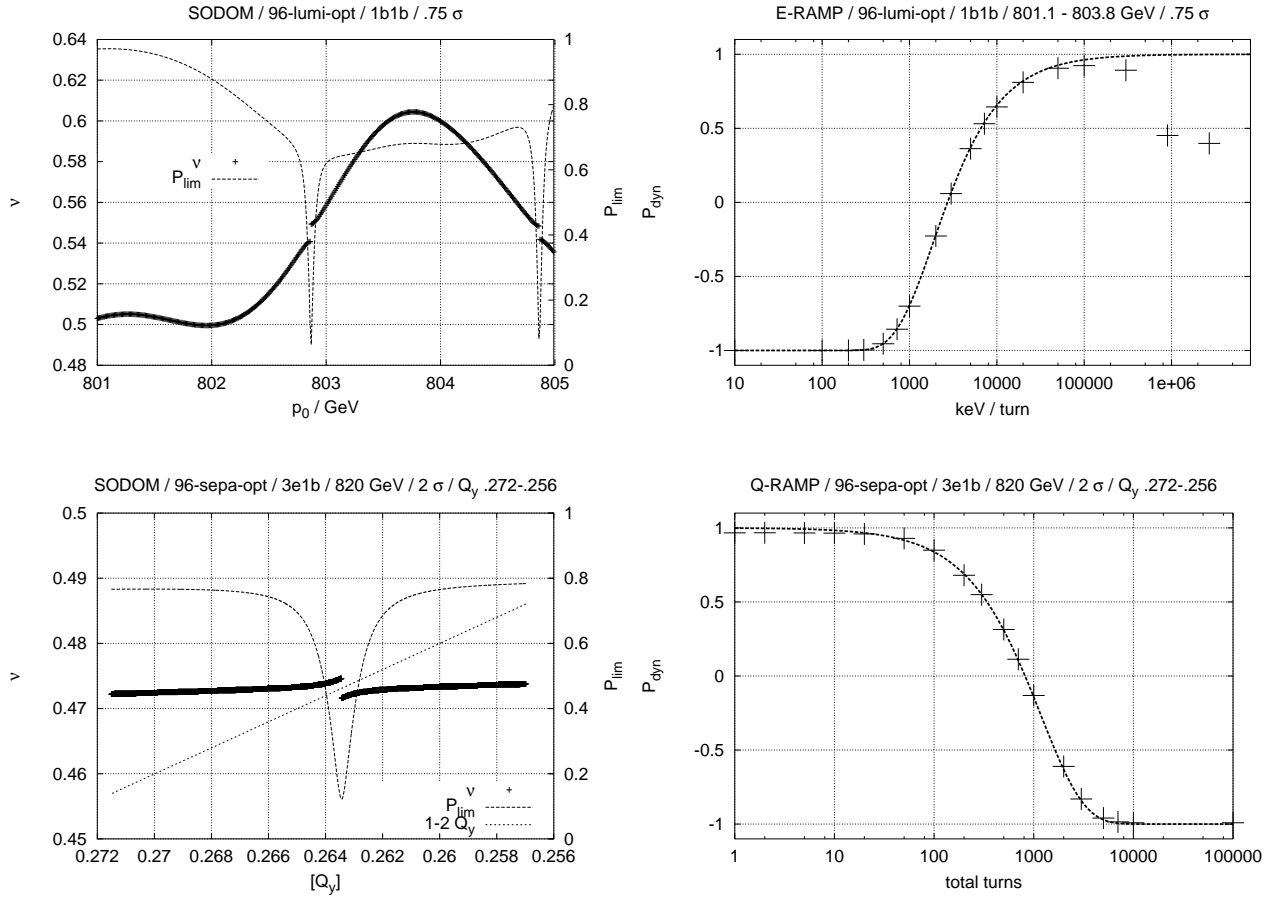 SODOM / 96-lumi-opt / 1b1b / .75 σ
0.64
0.62
0.6
0.58
0.56
0.54
0.52
0.5
0.48
ν
1
0.8
0.6
0.4
0.2
0
P_lim
ν
P_lim
801 802 803 804 805
p_0 / GeV
E-RAMP / 96-lumi-opt / 1b1b / 801.1 - 803.8 GeV / .75 σ
1
0.5
0
-0.5
-1
P_dyn
10 100 1000 10000 100000 1e+06
keV / turn
SODOM / 96-sepa-opt / 3e1b / 820 GeV / 2 σ / Q_y .272-.256
0.5
0.49
0.48
0.47
0.46
0.45
ν
1
0.8
0.6
0.4
0.2
0
P_lim
ν
P_lim
1-2 Q_y
0.272 0.27 0.268 0.266 0.264 0.262 0.26 0.258 0.256
[Q_y]
Q-RAMP / 96-sepa-opt / 3e1b / 820 GeV / 2 σ / Q_y .272-.256
1
0.5
0
-0.5
-1
P_dyn
1 10 100 1000 10000 100000
total turns